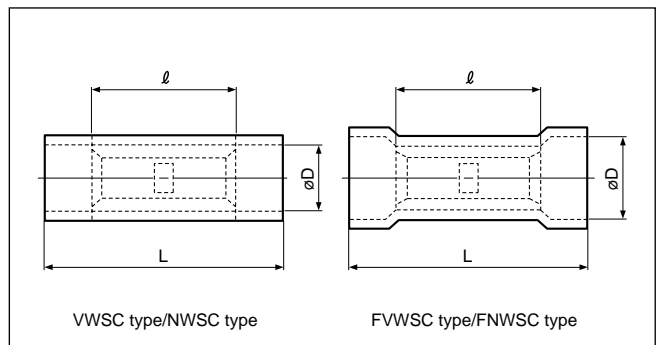 ℓ
ℓ
øD
øD
L
L
VWSC type/NWSC type
FVWSC type/FNWSC type